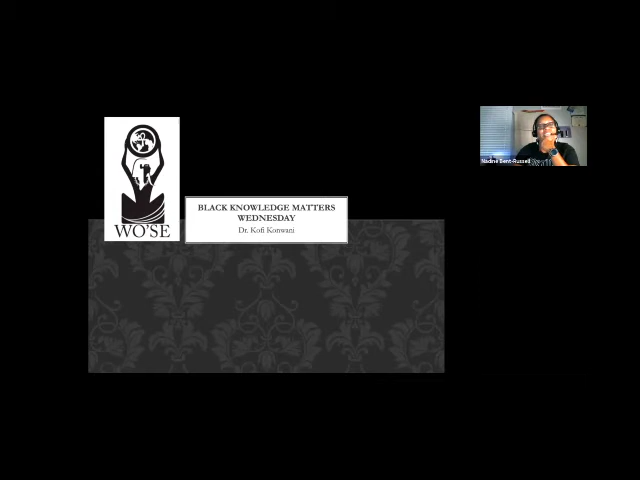 WO'SE
BLACK KNOWLEDGE MATTERS
WEDNESDAY
Dr. Kofi Konwani
Nadine Bent-Russell